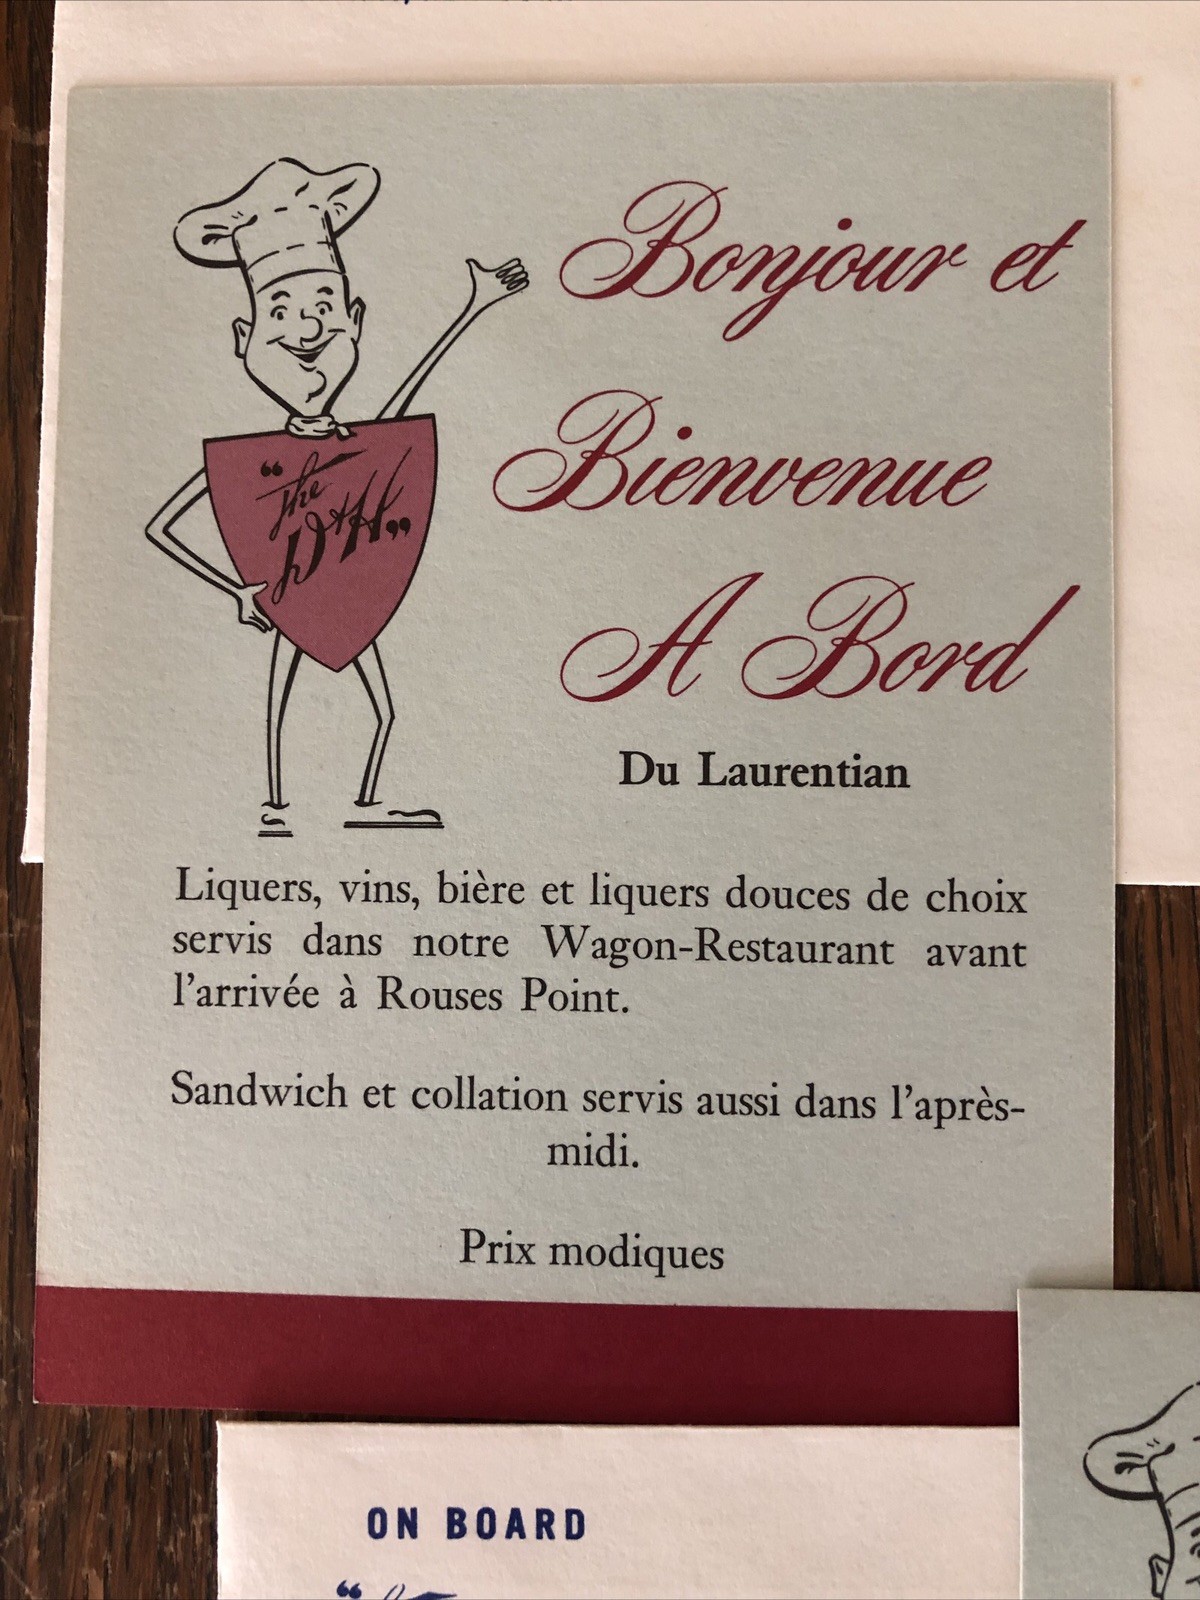 Bonjour et
Bienvenue
A Bord
"The
D&H"
Du Laurentian
Liquers, vins, bière et liquers douces de choix
servis dans notre Wagon-Restaurant avant
l'arrivée à Rouses Point.
Sandwich et collation servis aussi dans l'après-
midi.
Prix modiques
ON BOARD